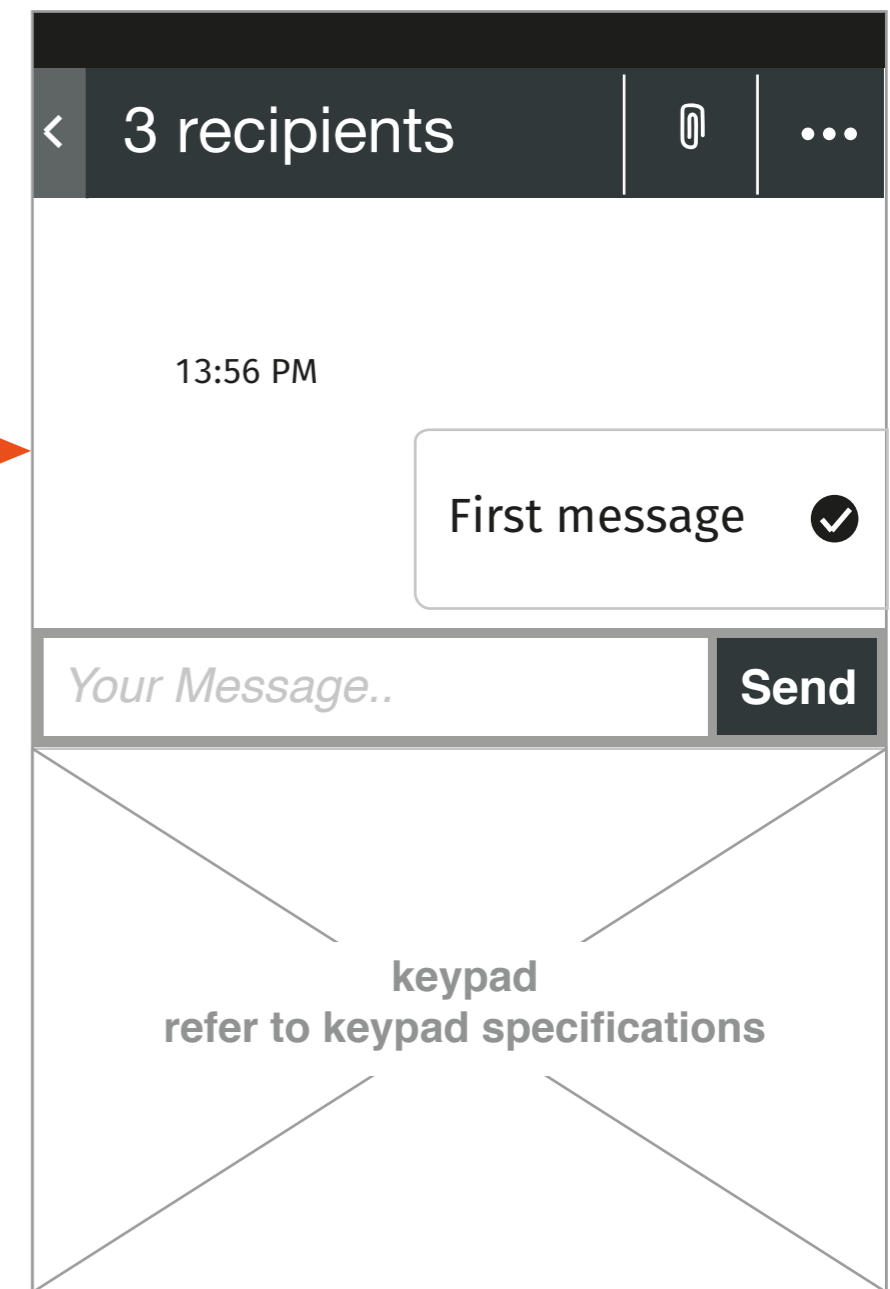 3 recipients
13:56 PM
First message
Your Message..
Send
keypad
refer to keypad specifications